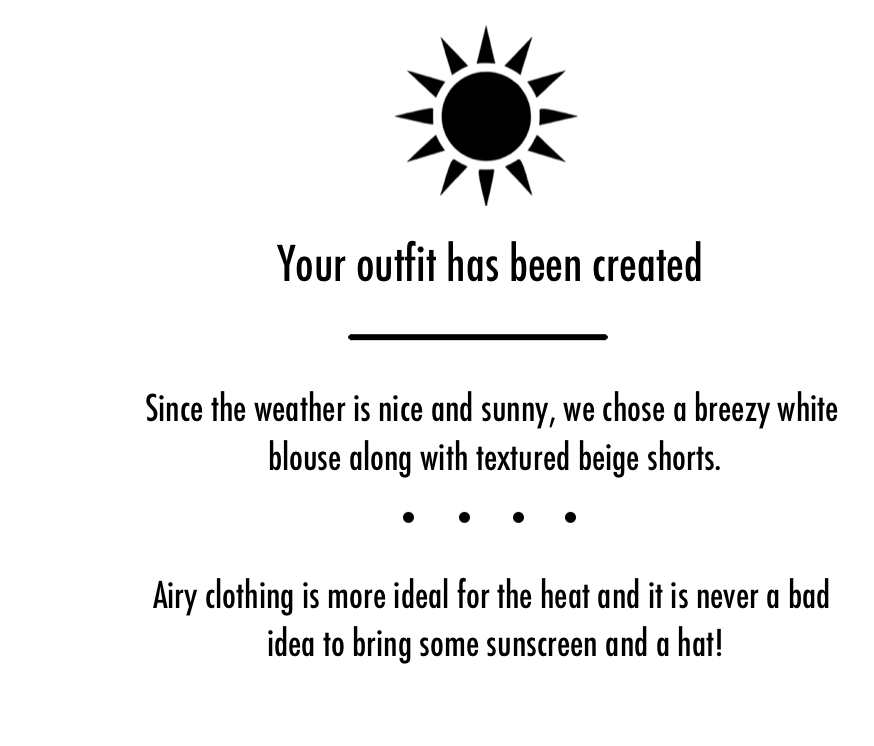 Your outfit has been created
Since the weather is nice and sunny, we chose a breezy white
blouse along with textured beige shorts.
Airy clothing is more ideal for the heat and it is never a bad
idea to bring some sunscreen and a hat!